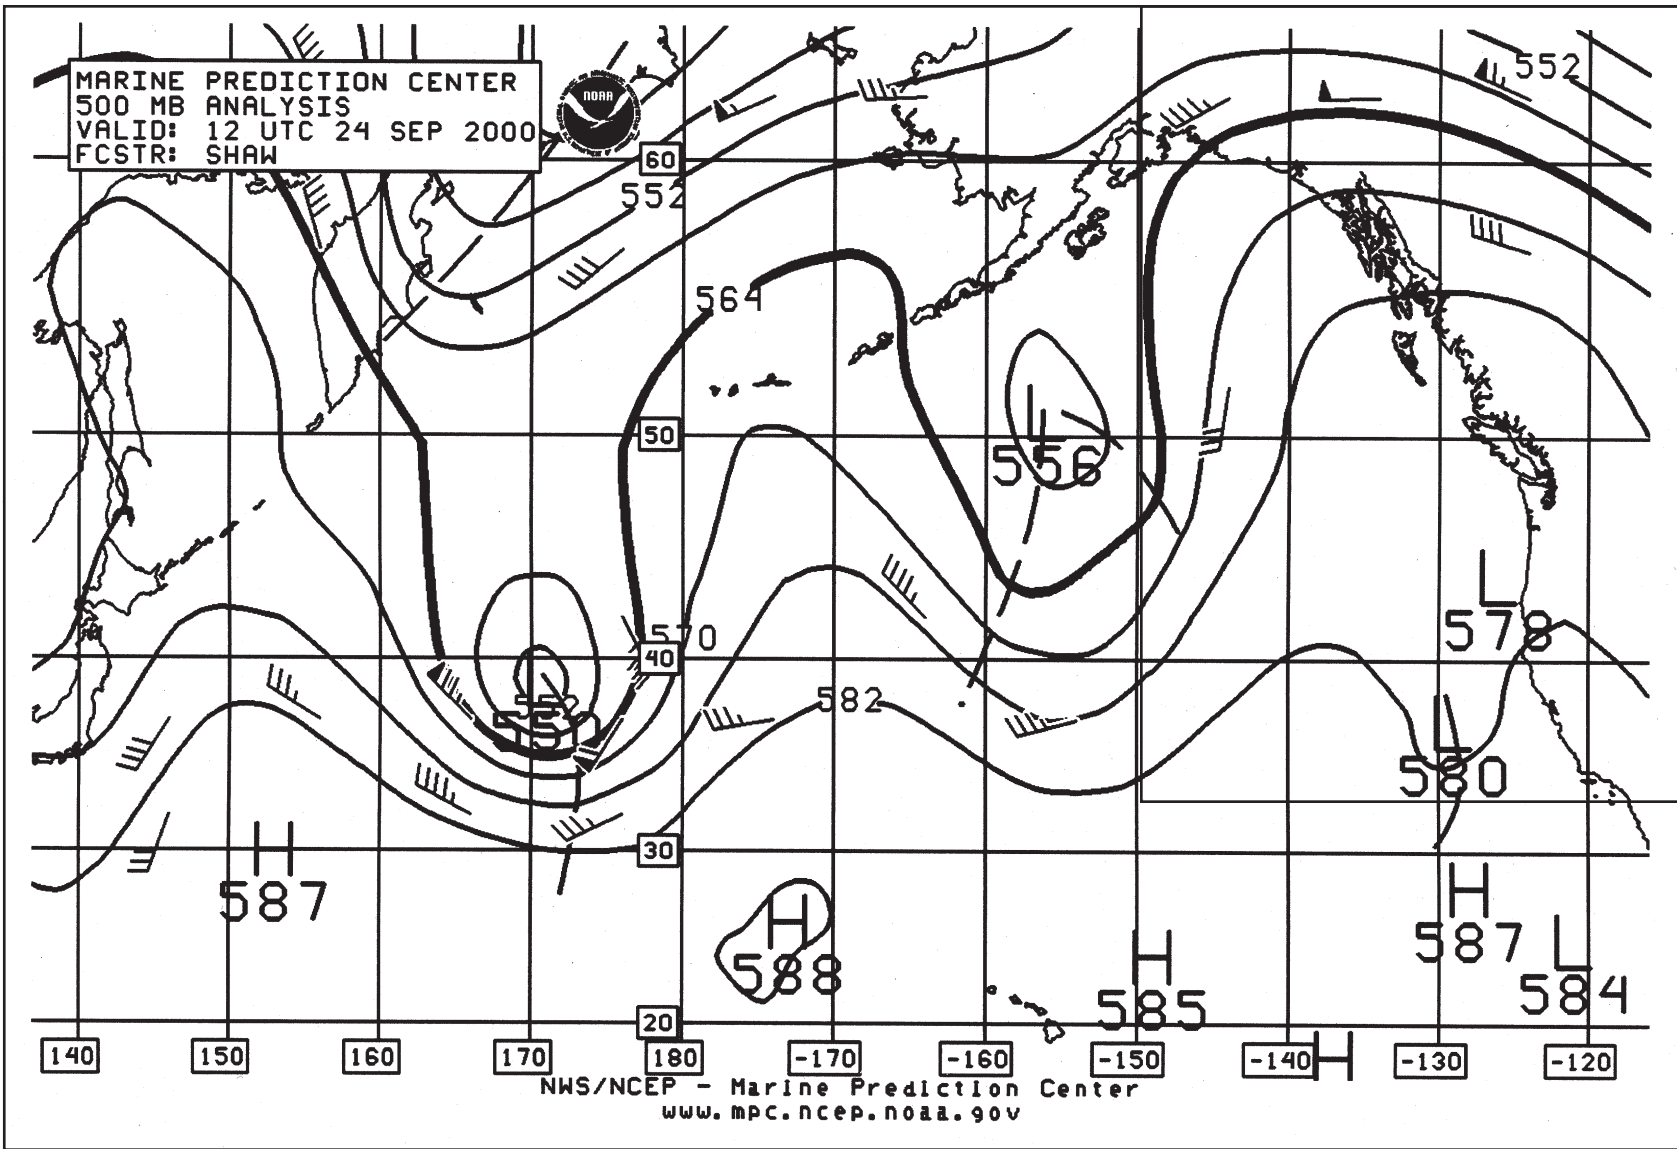 MARINE PREDICTION CENTER
500 MB ANALYSIS
VALID: 12 UTC 24 SEP 2000
FCSTR: SHAW
NOAA
552
60
552
564
50
L
556
L
578
570
40
582
L
580
H
587
30
H
588
H
587
L
584
H
585
20
140
150
160
170
180
-170
-160
-150
-140
H
-130
-120
NWS/NCEP - Marine Prediction Center
www.mpc.ncep.noaa.gov